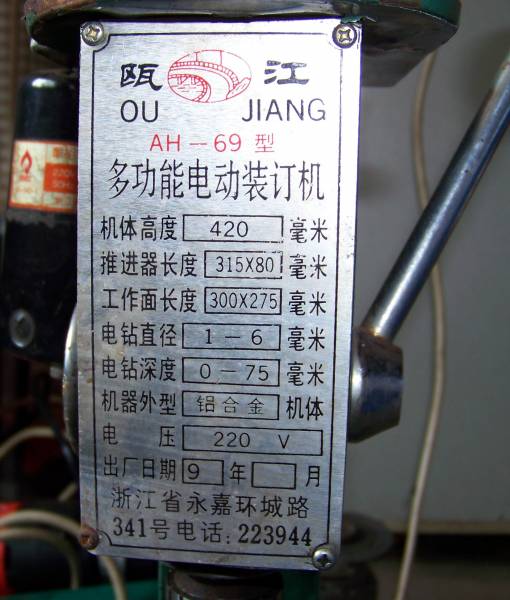 瓯 江
OU JIANG
AH-69 型
多功能电动装订机
机体高度 420 毫米
推进器长度 315X80 毫米
工作面长度 300X275 毫米
电钻直径 1-6 毫米
电钻深度 0-75 毫米
机器外型 铝合金 机体
电 压 220 V
出厂日期 9 年 月
浙江省永嘉环城路
341号电话:223944